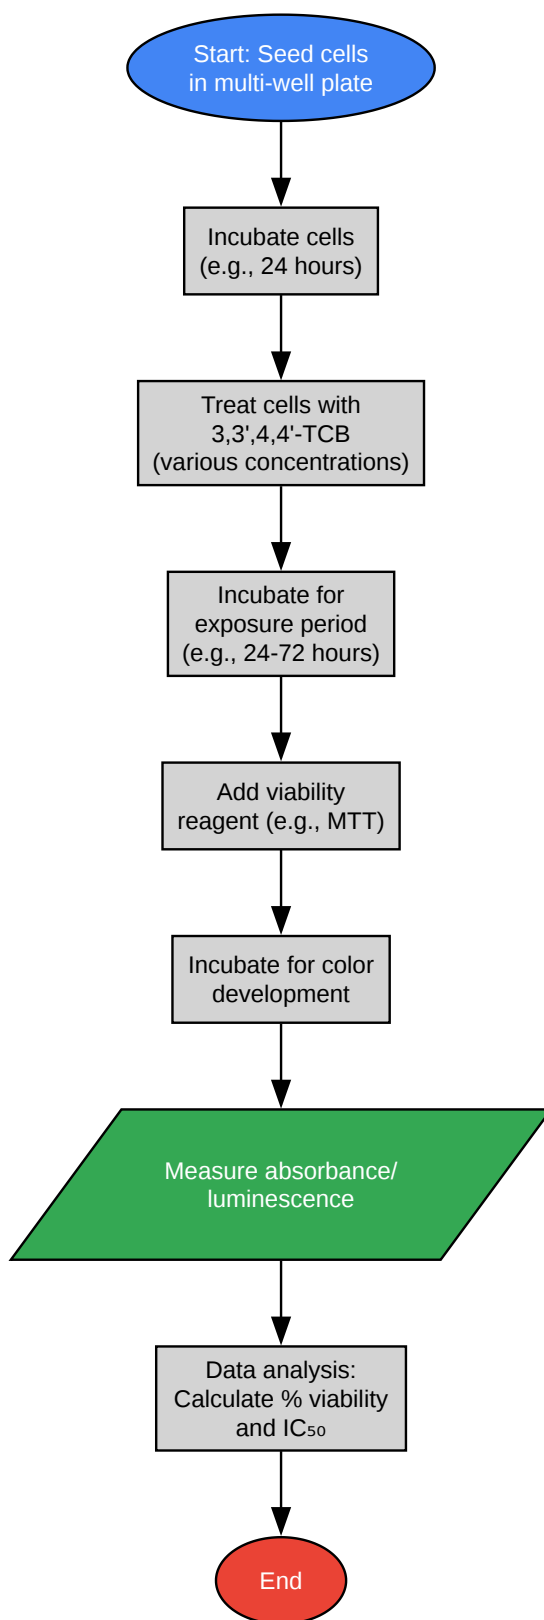 Start: Seed cells
in multi-well plate
Incubate cells
(e.g., 24 hours)
Treat cells with
3,3',4,4'-TCB
(various concentrations)
Incubate for
exposure period
(e.g., 24-72 hours)
Add viability
reagent (e.g., MTT)
Incubate for color
development
Measure absorbance/
luminescence
Data analysis:
Calculate % viability
and IC₅₀
End